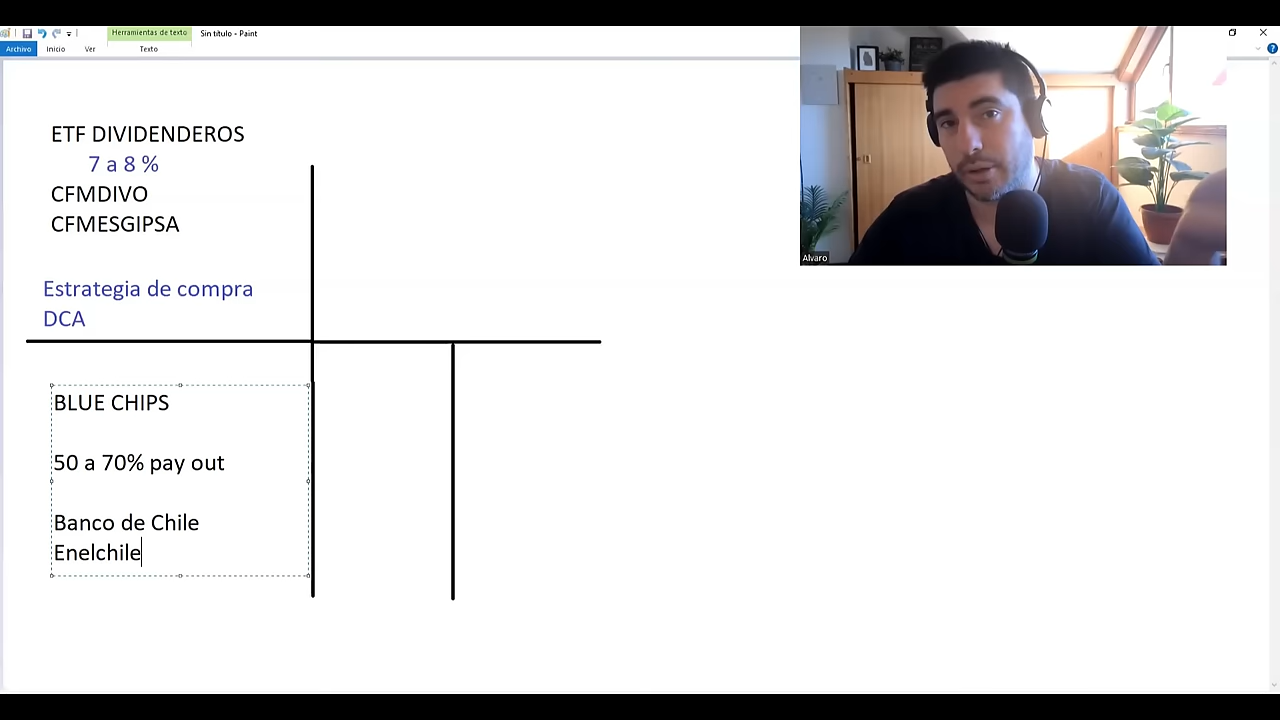 Herramientas de texto
Sin título - Paint
Archivo
Inicio
Ver
Texto
ETF DIVIDENDEROS
7 a 8 %
CFMDIVO
CFMESGIPSA
Estrategia de compra
DCA
BLUE CHIPS
50 a 70% pay out
Banco de Chile
Enelchile
Alvaro